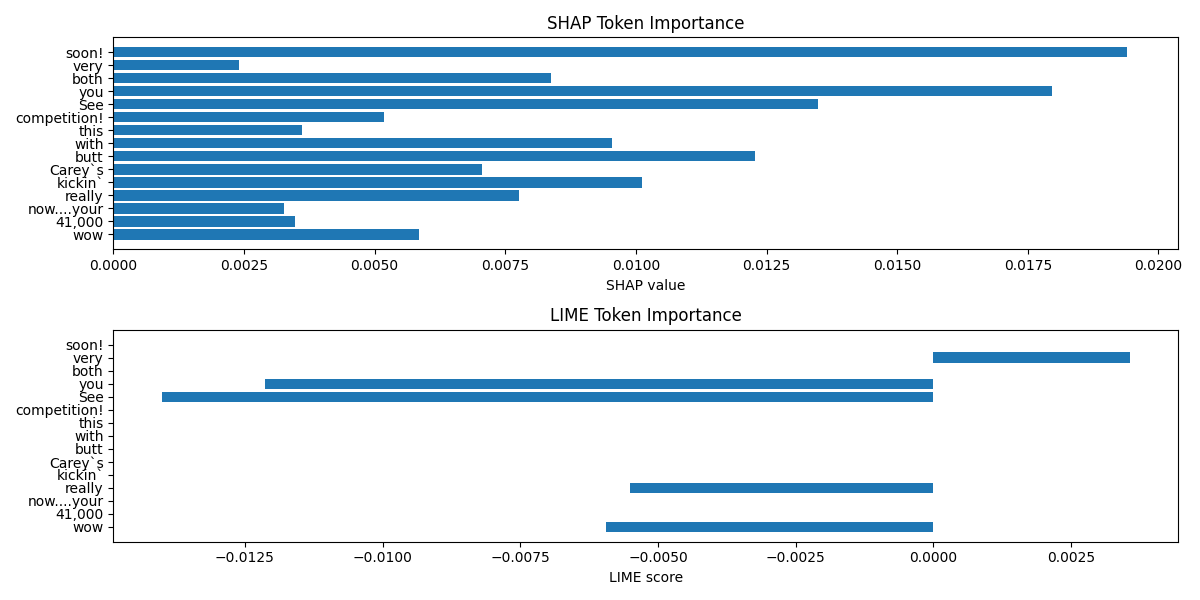 SHAP Token Importance
soon!
very
both
you
See
competition!
this
with
butt
Carey`s
kickin`
really
now....your
41,000
wow
0.0000 0.0025 0.0050 0.0075 0.0100 0.0125 0.0150 0.0175 0.0200
SHAP value
LIME Token Importance
soon!
very
both
you
See
competition!
this
with
butt
Carey`s
kickin`
really
now....your
41,000
wow
−0.0125 −0.0100 −0.0075 −0.0050 −0.0025 0.0000 0.0025
LIME score